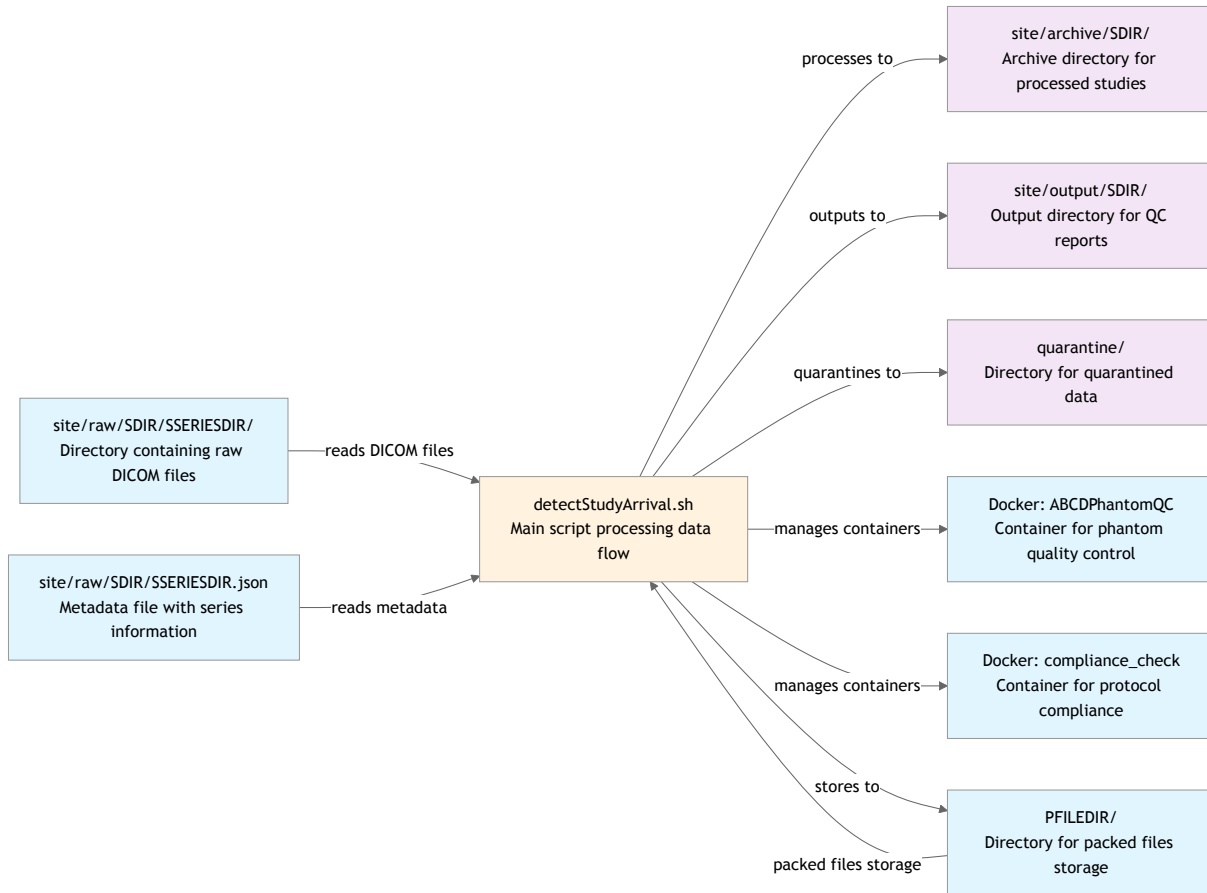 site/archive/SDIR/
Archive directory for
processed studies
processes to
site/output/SDIR/
Output directory for QC
reports
outputs to
quarantine/
Directory for quarantined
data
quarantines to
site/raw/SDIR/SSERIESDIR/
Directory containing raw
DICOM files
reads DICOM files
detectStudyArrival.sh
Main script processing data
flow
manages containers
Docker: ABCDPhantomQC
Container for phantom
quality control
site/raw/SDIR/SSERIESDIR.json
Metadata file with series
information
reads metadata
Docker: compliance_check
Container for protocol
compliance
manages containers
stores to
PFILEDIR/
Directory for packed files
storage
packed files storage